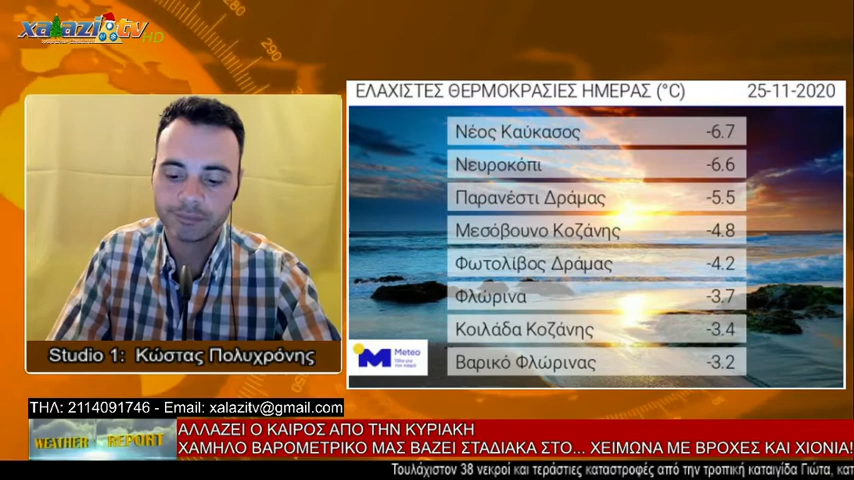 xalazi tv HD
290
280
ΕΛΑΧΙΣΤΕΣ ΘΕΡΜΟΚΡΑΣΙΕΣ ΗΜΕΡΑΣ (°C) 25-11-2020
Νέος Καύκασος -6.7
Νευροκόπι -6.6
Παρανέστι Δράμας -5.5
Μεσόβουνο Κοζάνης -4.8
Φωτολίβος Δράμας -4.2
Φλώρινα -3.7
Κοιλάδα Κοζάνης -3.4
Βαρικό Φλώρινας -3.2
Meteo
Studio 1: Κώστας Πολυχρόνης
ΤΗΛ: 2114091746 - Email: xalazitv@gmail.com
WEATHER REPORT
ΑΛΛΑΖΕΙ Ο ΚΑΙΡΟΣ ΑΠΟ ΤΗΝ ΚΥΡΙΑΚΗ
ΧΑΜΗΛΟ ΒΑΡΟΜΕΤΡΙΚΟ ΜΑΣ ΒΑΖΕΙ ΣΤΑΔΙΑΚΑ ΣΤΟ... ΧΕΙΜΩΝΑ ΜΕ ΒΡΟΧΕΣ ΚΑΙ ΧΙΟΝΙΑ!
Τουλάχιστον 38 νεκροί και τεράστιες καταστροφές από την τροπική καταιγίδα Γιώτα, κατ